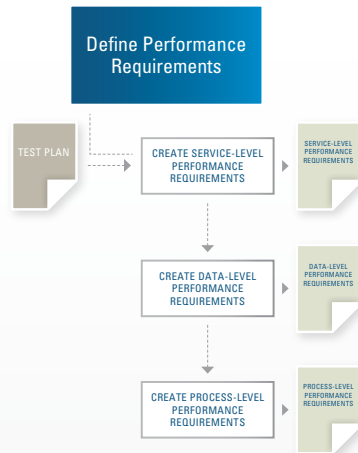 Define Performance
Requirements
TEST PLAN
CREATE SERVICE-LEVEL
PERFORMANCE
REQUIREMENTS
SERVICE-LEVEL
PERFORMANCE
REQUIREMENTS
CREATE DATA-LEVEL
PERFORMANCE
REQUIREMENTS
DATA-LEVEL
PERFORMANCE
REQUIREMENTS
CREATE PROCESS-LEVEL
PERFORMANCE
REQUIREMENTS
PROCESS-LEVEL
PERFORMANCE
REQUIREMENTS